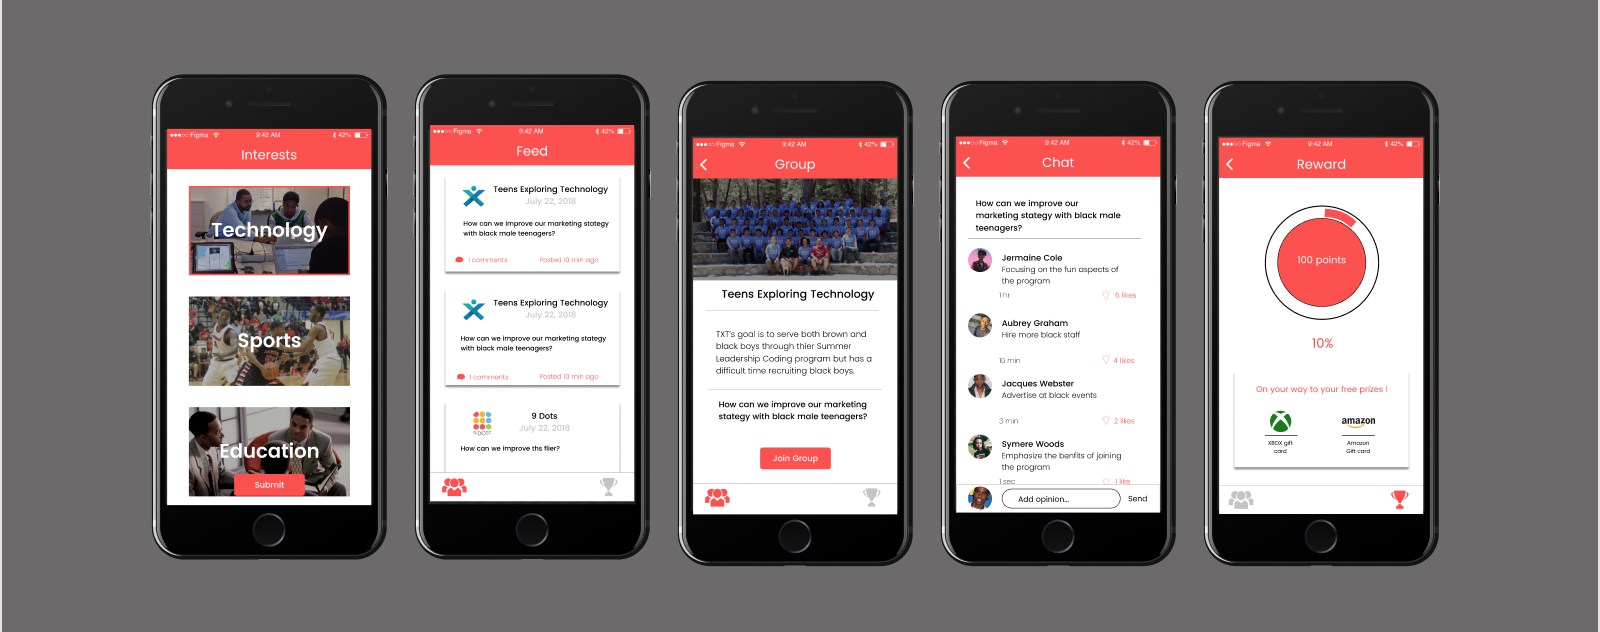 Figma 9:42 AM 42%
Interests
Technology
Sports
Education
Submit
Figma 9:42 AM 42%
Feed
Teens Exploring Technology
July 22, 2018
How can we improve our marketing stategy
with black male teenagers?
1 comments Posted 10 min ago
Teens Exploring Technology
July 22, 2018
How can we improve our marketing stategy
with black male teenagers?
1 comments Posted 10 min ago
9 DOTS
9 Dots
July 22, 2018
How can we improve ths flier?
Figma 9:42 AM 42%
Group
Teens Exploring Technology
TXT's goal is to serve both brown and
black boys through thier Summer
Leadership Coding program but has a
difficult time recruiting black boys.
How can we improve our marketing
stategy with black male teenagers?
Join Group
Figma 9:42 AM 42%
Chat
How can we improve our
marketing stategy with black male
teenagers?
Jermaine Cole
Focusing on the fun aspects of
the program
1 hr 6 likes
Aubrey Graham
Hire more black staff
10 min 4 likes
Jacques Webster
Advertise at black events
3 min 2 likes
Symere Woods
Emphasize the benfits of joining
the program
1 sec 1 like
Add opinion... Send
Figma 9:42 AM 42%
Reward
100 points
10%
On your way to your free prizes !
amazon
XBOX gift
card
Amazon
Gift card